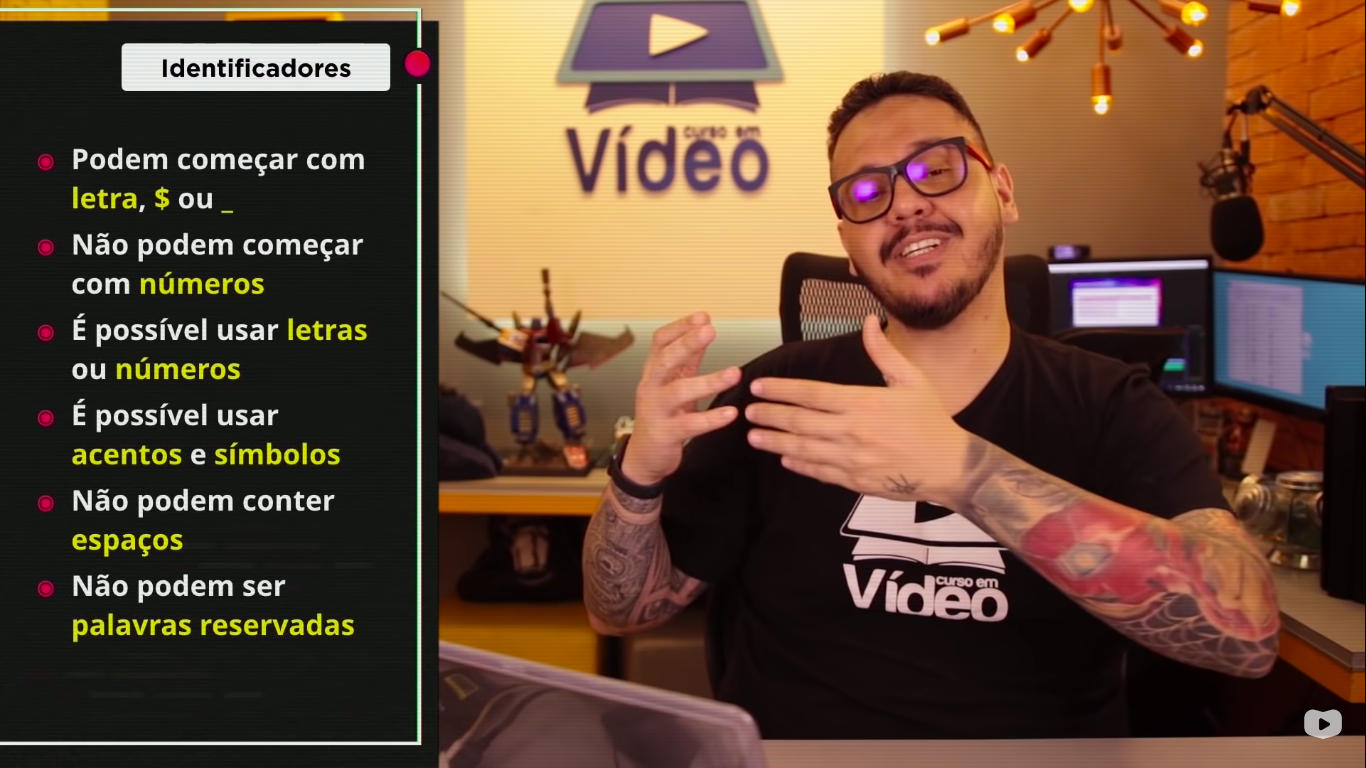 Identificadores
Podem começar com
letra, $ ou _
Não podem começar
com números
É possível usar letras
ou números
É possível usar
acentos e símbolos
Não podem conter
espaços
Não podem ser
palavras reservadas
curso em
Vídeo
curso em
Vídeo